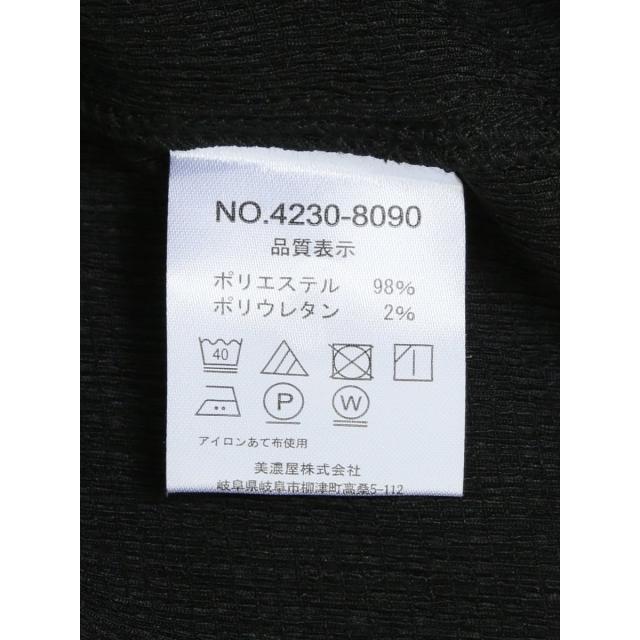 NO.4230-8090
品質表示
ポリエステル 98%
ポリウレタン 2%
40
P W
アイロンあて布使用
美濃屋株式会社
岐阜県岐阜市柳津町高桑5-112